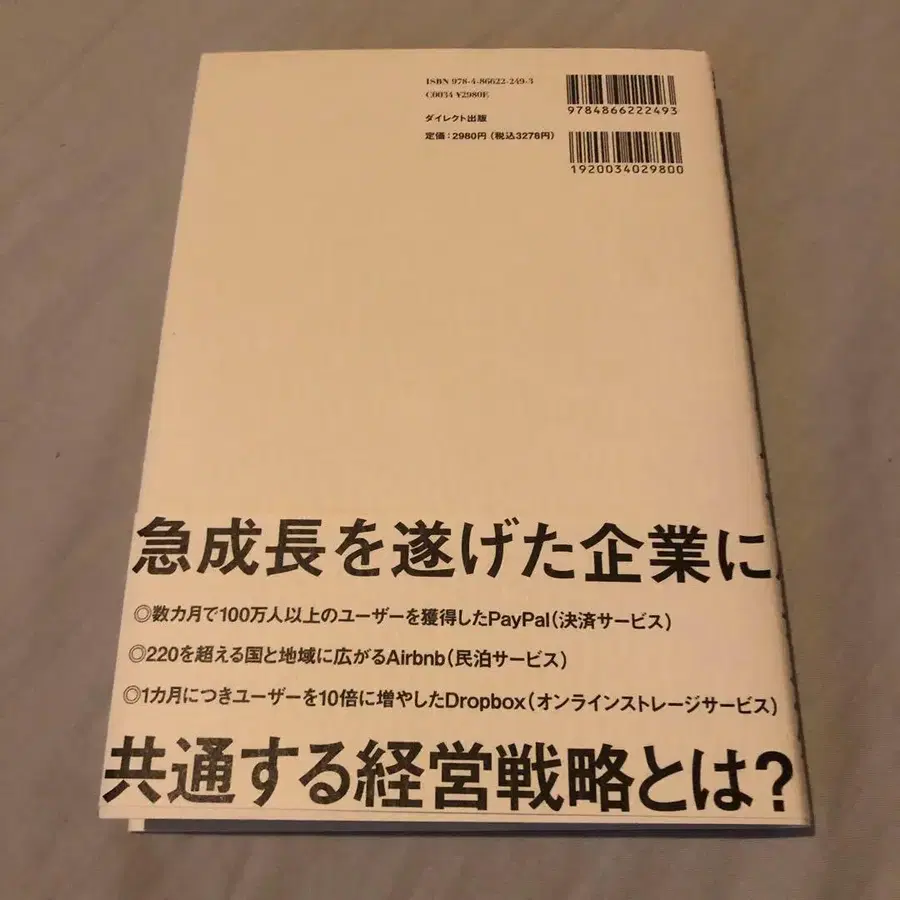 ISBN 978-4-86622-249-3
C0034 ¥2980E
ダイレクト出版
定価：2980円（税込3278円）
9784866222493
1920034029800
急成長を遂げた企業に
◎数カ月で100万人以上のユーザーを獲得したPayPal（決済サービス）
◎220を超える国と地域に広がるAirbnb（民泊サービス）
◎1カ月につきユーザーを10倍に増やしたDropbox（オンラインストレージサービス）
共通する経営戦略とは?